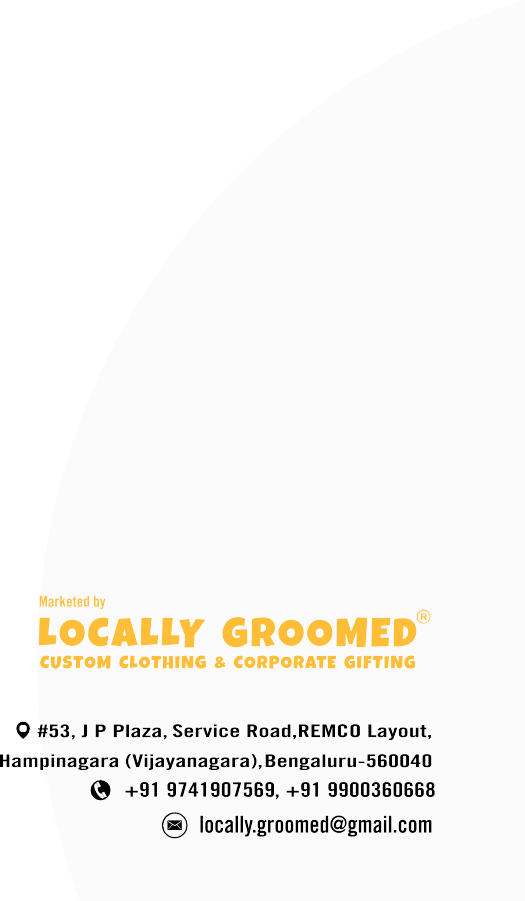 Marketed by
LOCALLY GROOMED®
CUSTOM CLOTHING & CORPORATE GIFTING
#53, J P Plaza, Service Road,REMCO Layout,
Hampinagara (Vijayanagara),Bengaluru-560040
+91 9741907569, +91 9900360668
locally.groomed@gmail.com